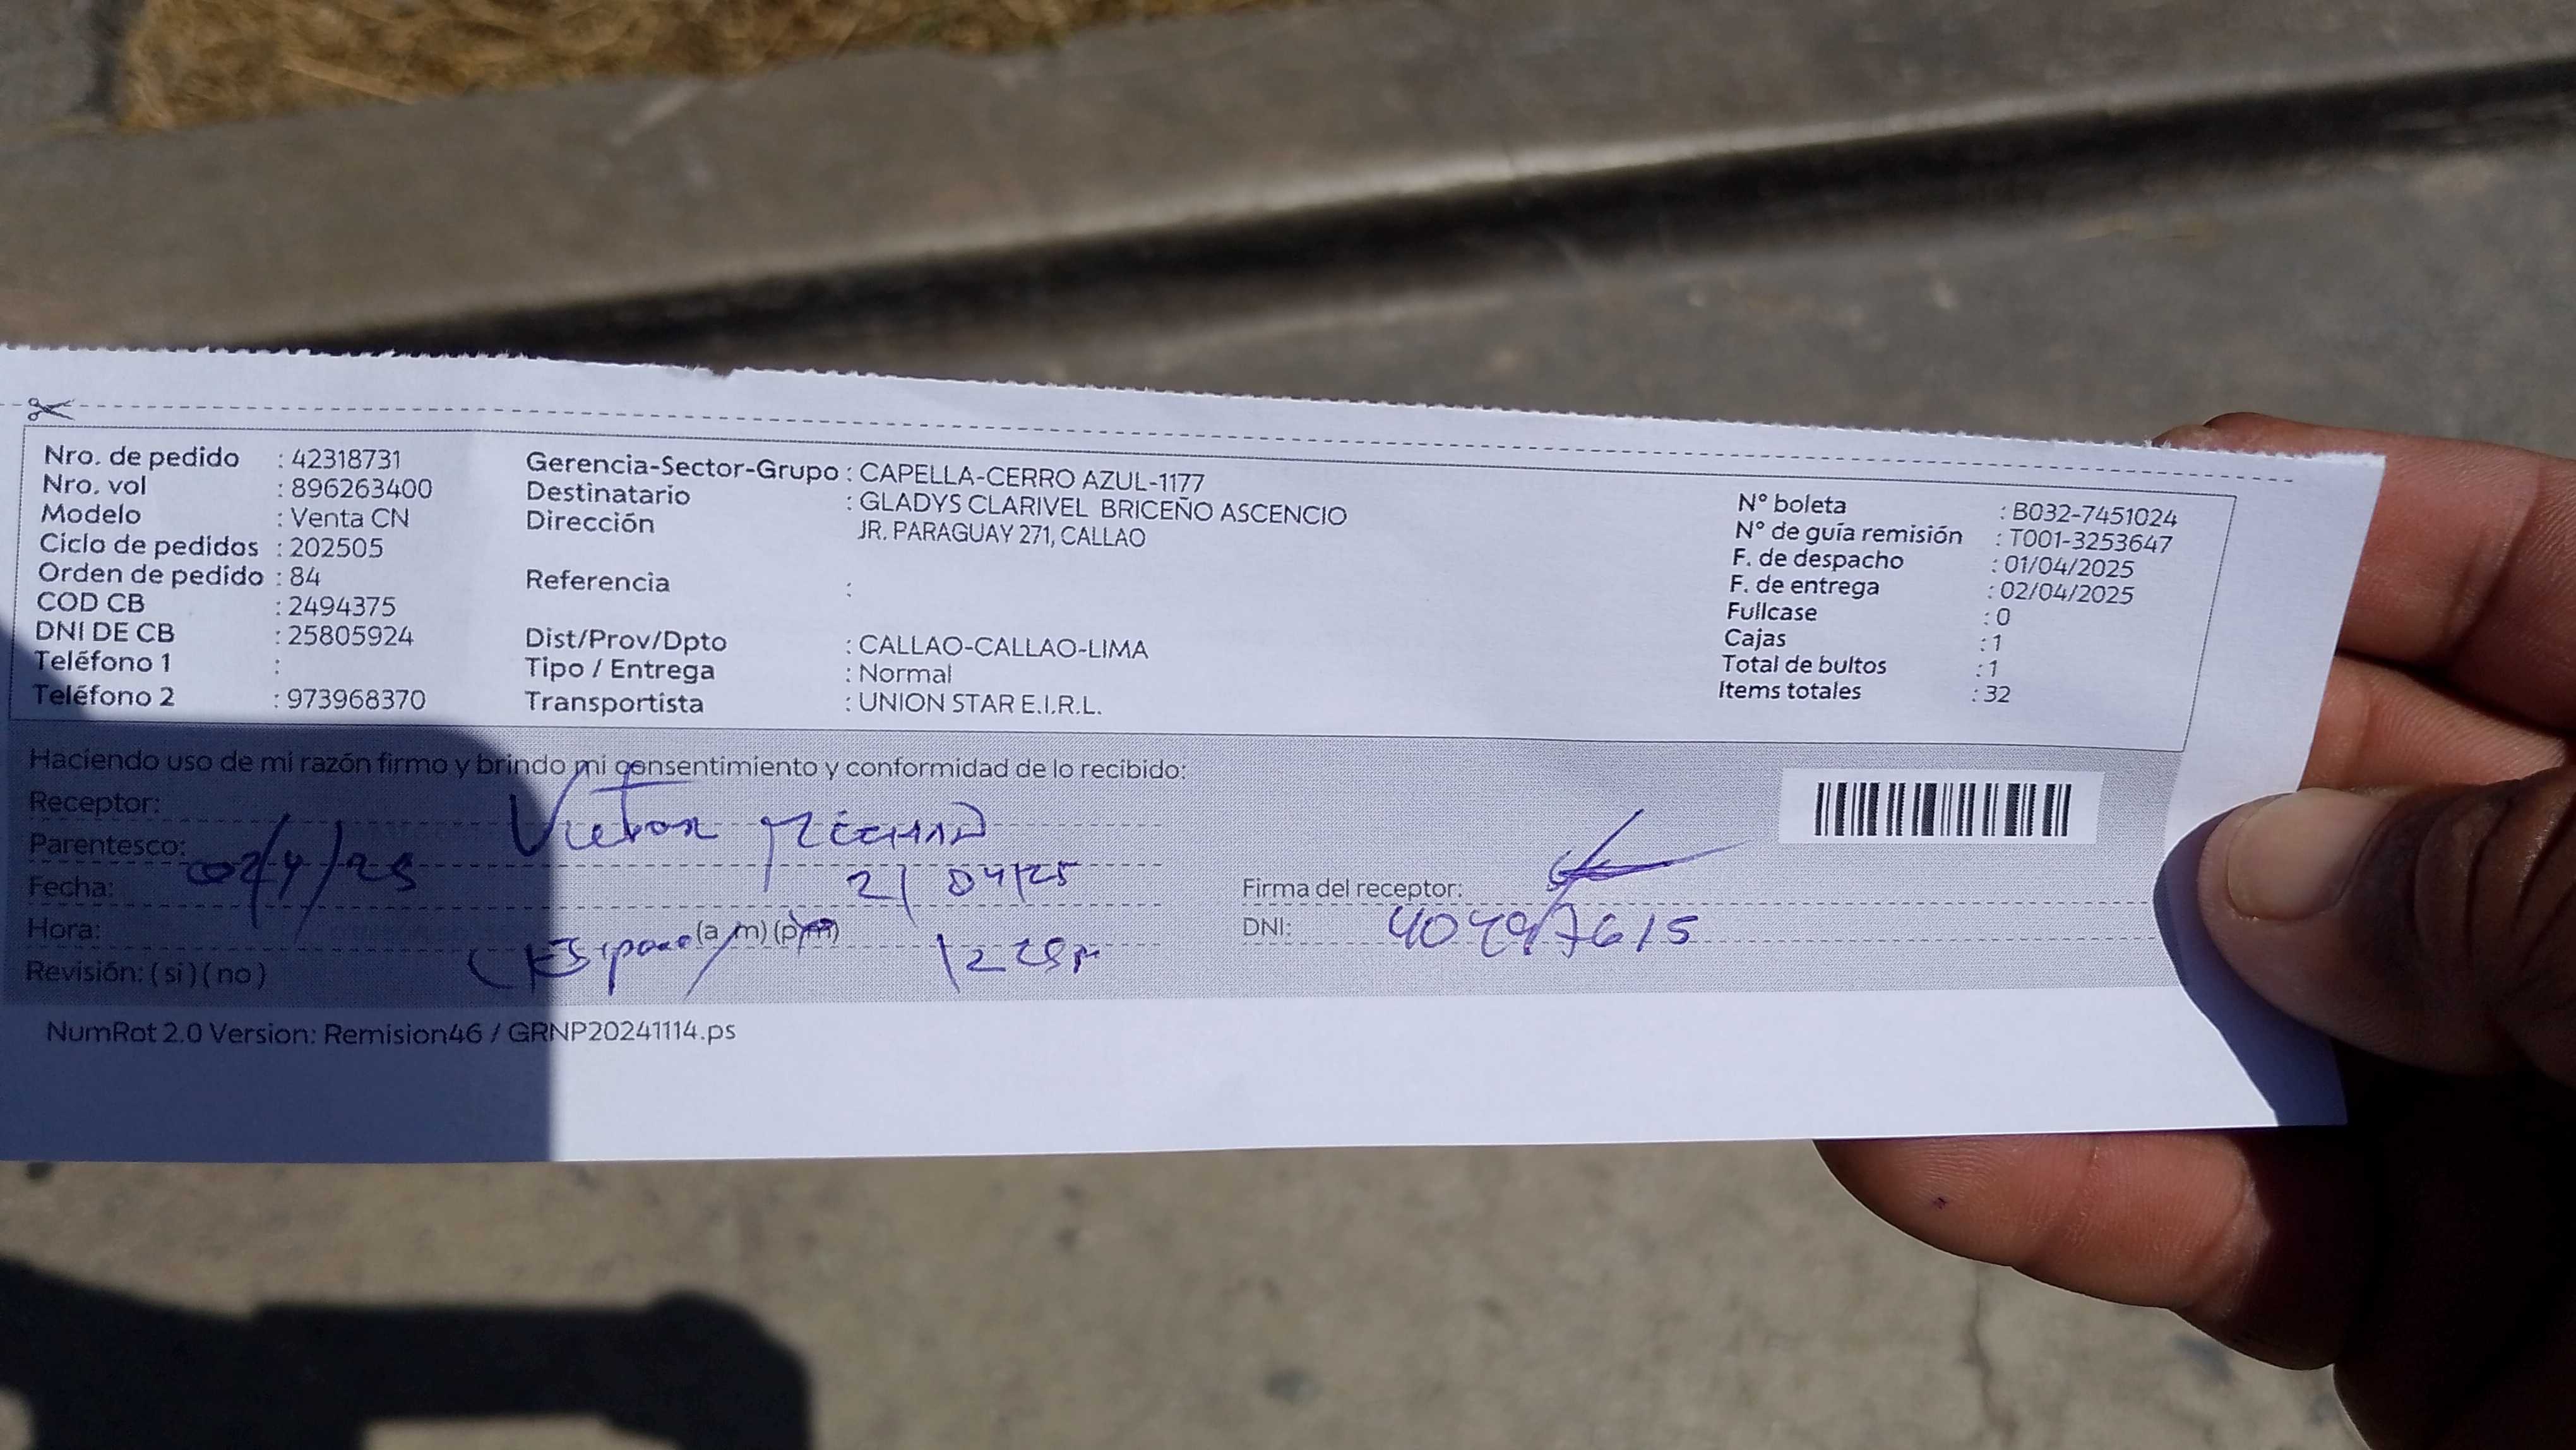 Nro. de pedido : 42318731
Nro. vol : 896263400
Modelo : Venta CN
Ciclo de pedidos : 202505
Orden de pedido : 84
COD CB : 2494375
DNI DE CB : 25805924
Teléfono 1 :
Teléfono 2 : 973968370
Gerencia-Sector-Grupo : CAPELLA-CERRO AZUL-1177
Destinatario : GLADYS CLARIVEL BRICEÑO ASCENCIO
Dirección JR. PARAGUAY 271, CALLAO
Referencia :
Dist/Prov/Dpto : CALLAO-CALLAO-LIMA
Tipo / Entrega : Normal
Transportista : UNION STAR E.I.R.L.
N° boleta : B032-7451024
N° de guía remisión : T001-3253647
F. de despacho : 01/04/2025
F. de entrega : 02/04/2025
Fullcase : 0
Cajas : 1
Total de bultos : 1
Items totales : 32
Haciendo uso de mi razón firmo y brindo mi consentimiento y conformidad de lo recibido:
Receptor: Victor
Parentesco:
Fecha: 2/04/25
Hora: (a/m) (p/m)
Revisión: ( si ) ( no )
Firma del receptor:
DNI: 40497615
NumRot 2.0 Version: Remision46 / GRNP20241114.ps